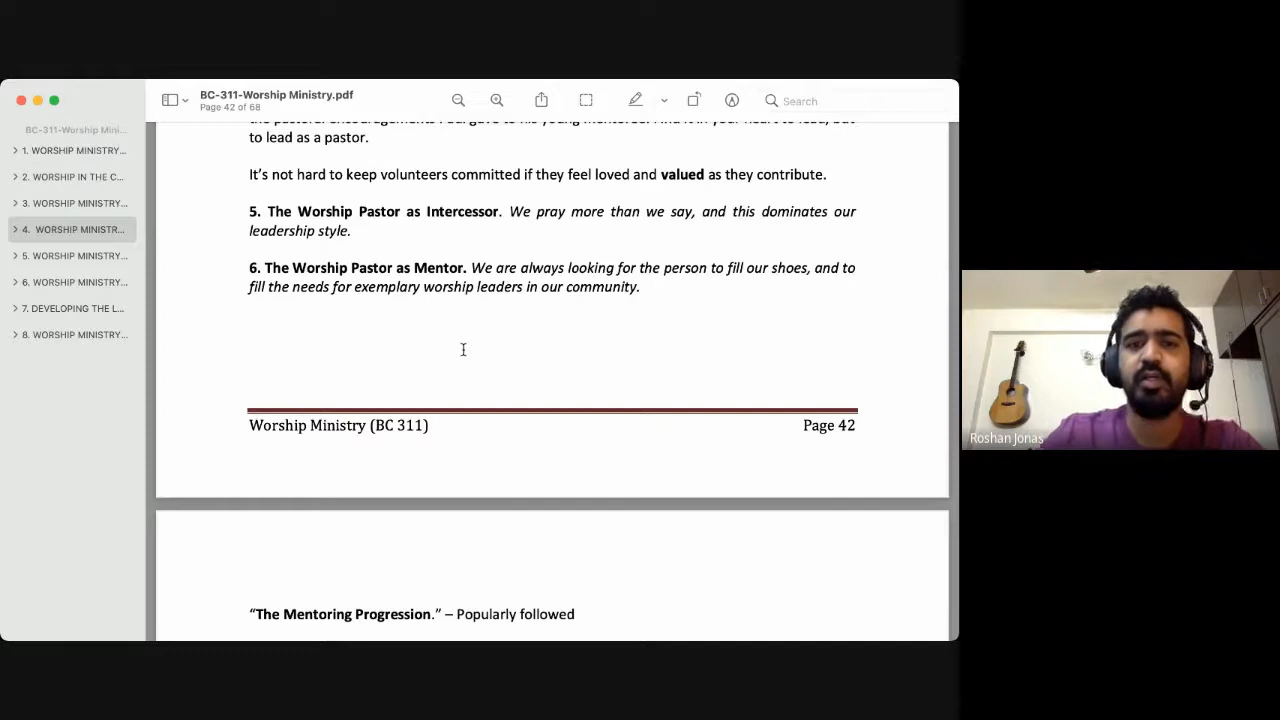 BC-311-Worship Ministry.pdf
Page 42 of 68
Search
BC-311-Worship Mini...
1. WORSHIP MINISTRY...
2. WORSHIP IN THE C...
3. WORSHIP MINISTRY...
4. WORSHIP MINISTR...
5. WORSHIP MINISTRY...
6. WORSHIP MINISTRY...
7. DEVELOPING THE L...
8. WORSHIP MINISTRY...
to lead as a pastor.
It's not hard to keep volunteers committed if they feel loved and valued as they contribute.
5. The Worship Pastor as Intercessor. We pray more than we say, and this dominates our
leadership style.
6. The Worship Pastor as Mentor. We are always looking for the person to fill our shoes, and to
fill the needs for exemplary worship leaders in our community.
Worship Ministry (BC 311) Page 42
"The Mentoring Progression." – Popularly followed
Roshan Jonas